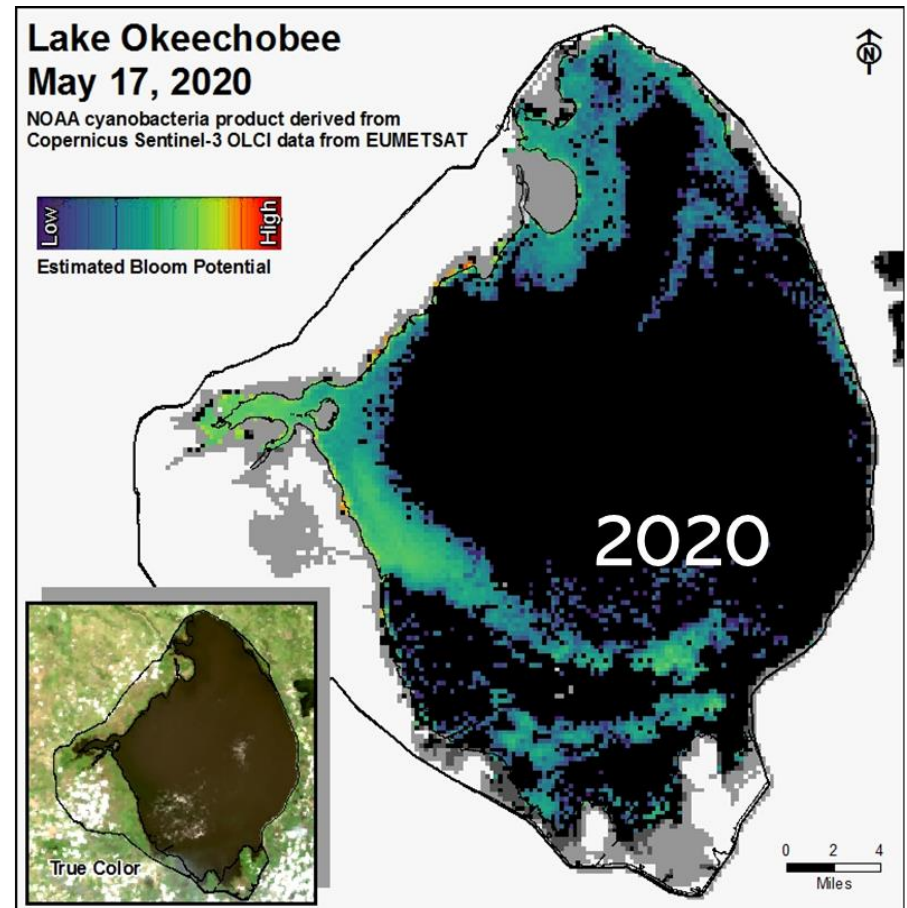 Lake Okeechobee
May 17, 2020
NOAA cyanobacteria product derived from
Copernicus Sentinel-3 OLCI data from EUMETSAT
N
Low
High
Estimated Bloom Potential
2020
True Color
0 2 4
Miles